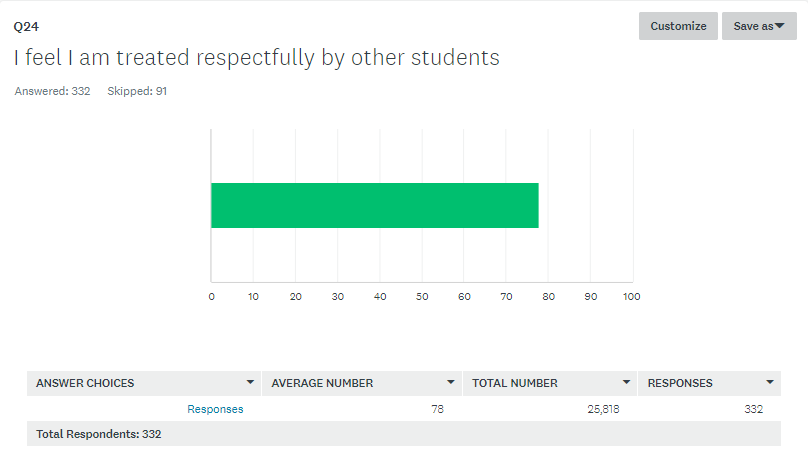 Q24
Customize
Save as
I feel I am treated respectfully by other students
Answered: 332 Skipped: 91
0 10 20 30 40 50 60 70 80 90 100
ANSWER CHOICES AVERAGE NUMBER TOTAL NUMBER RESPONSES
Responses 78 25,818 332
Total Respondents: 332